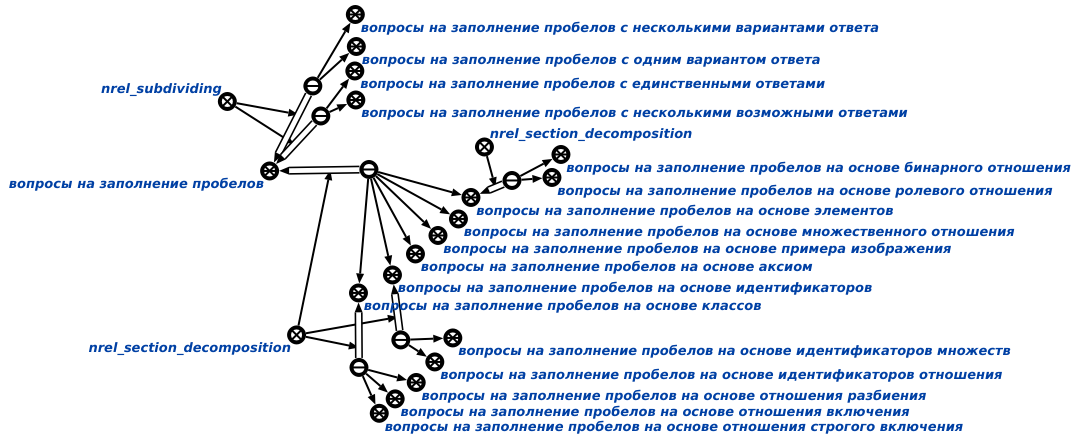 вопросы на заполнение пробелов с несколькими вариантами ответа
вопросы на заполнение пробелов с одним вариантом ответа
вопросы на заполнение пробелов с единственными ответами
nrel_subdividing
вопросы на заполнение пробелов с несколькими возможными ответами
nrel_section_decomposition
вопросы на заполнение пробелов на основе бинарного отношения
вопросы на заполнение пробелов
вопросы на заполнение пробелов на основе ролевого отношения
вопросы на заполнение пробелов на основе элементов
вопросы на заполнение пробелов на основе множественного отношения
вопросы на заполнение пробелов на основе примера изображения
вопросы на заполнение пробелов на основе аксиом
вопросы на заполнение пробелов на основе идентификаторов
вопросы на заполнение пробелов на основе классов
nrel_section_decomposition
вопросы на заполнение пробелов на основе идентификаторов множеств
вопросы на заполнение пробелов на основе идентификаторов отношения
вопросы на заполнение пробелов на основе отношения разбиения
вопросы на заполнение пробелов на основе отношения включения
вопросы на заполнение пробелов на основе отношения строгого включения